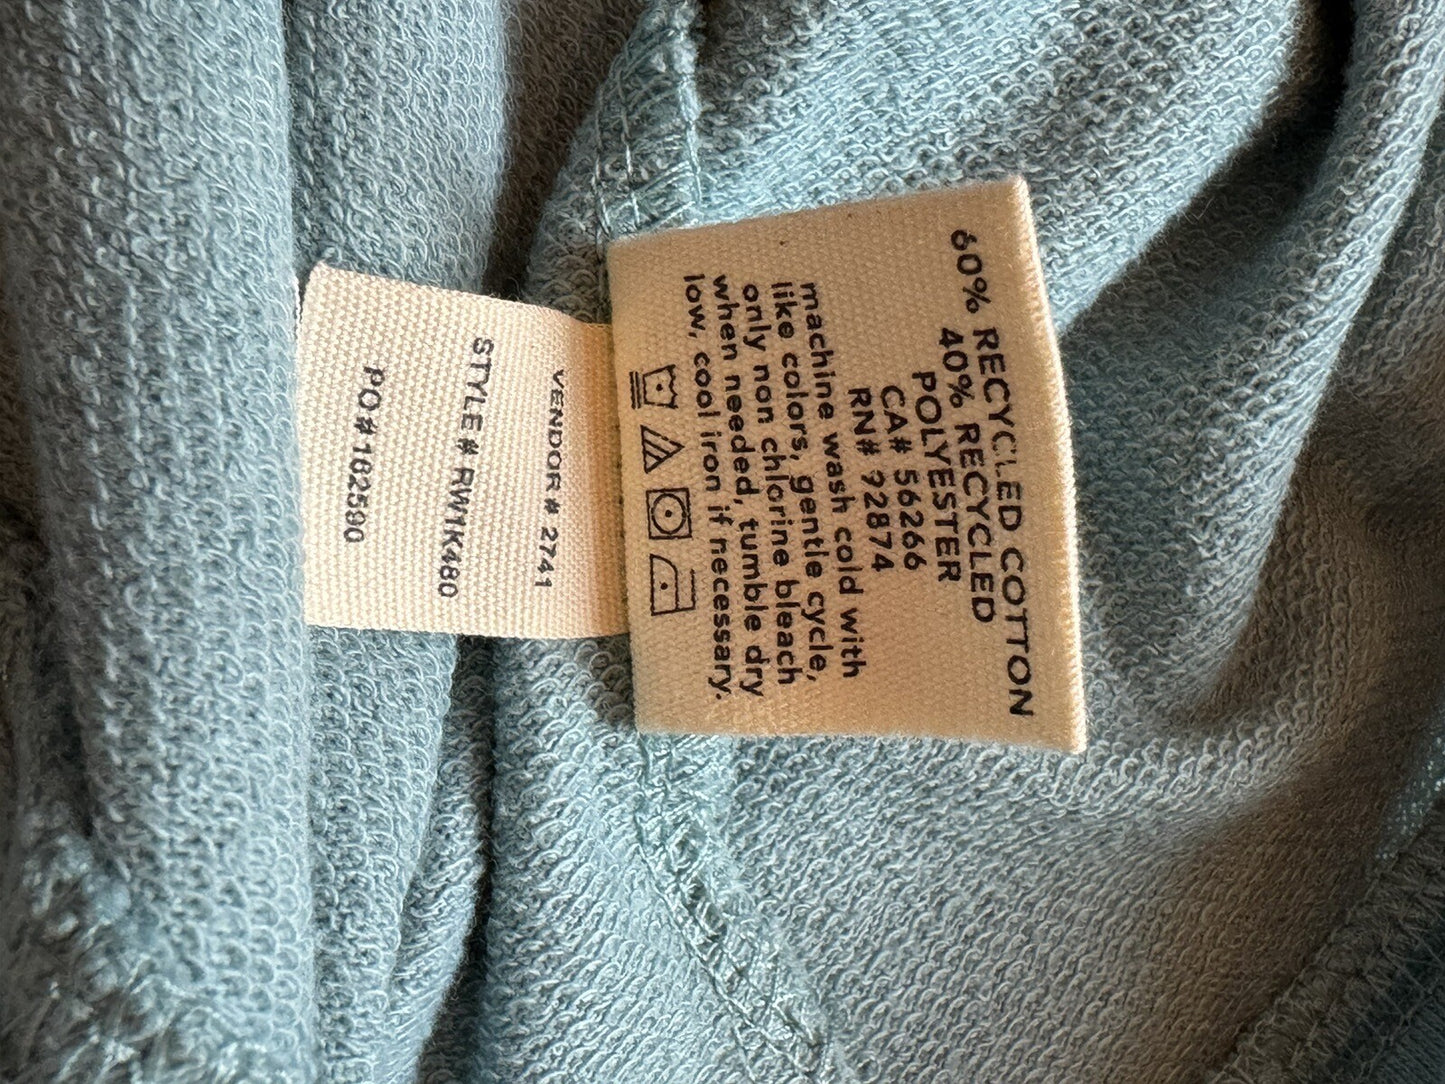 60% RECYCLED COTTON
40% RECYCLED
POLYESTER
CA# 56266
RN# 92874
machine wash cold with
like colors, gentle cycle,
only non chlorine bleach
when needed, tumble dry
low, cool iron if necessary.
VENDOR # 2741
STYLE # RW1K480
PO # 182590